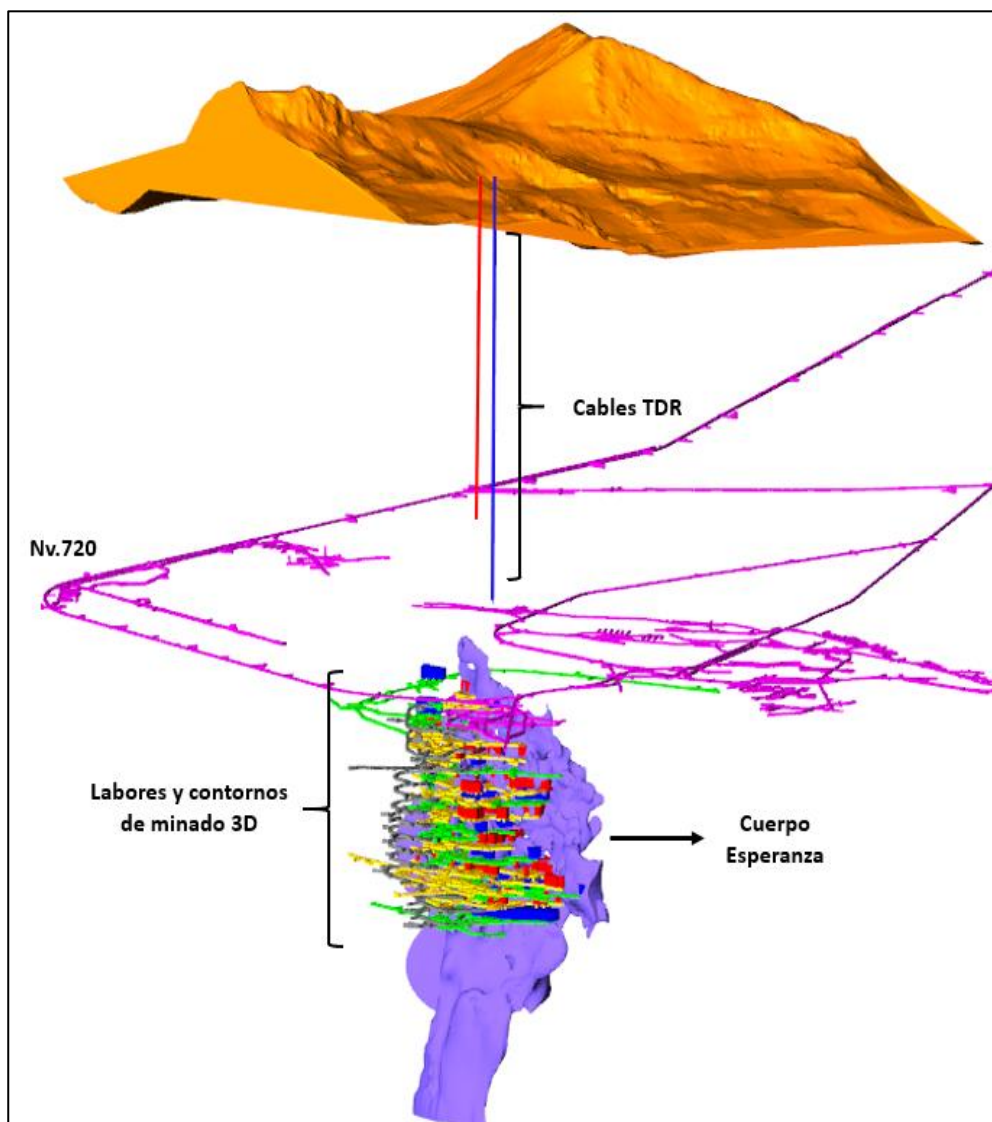 Cables TDR
Nv.720
Labores y contornos
de minado 3D
Cuerpo
Esperanza